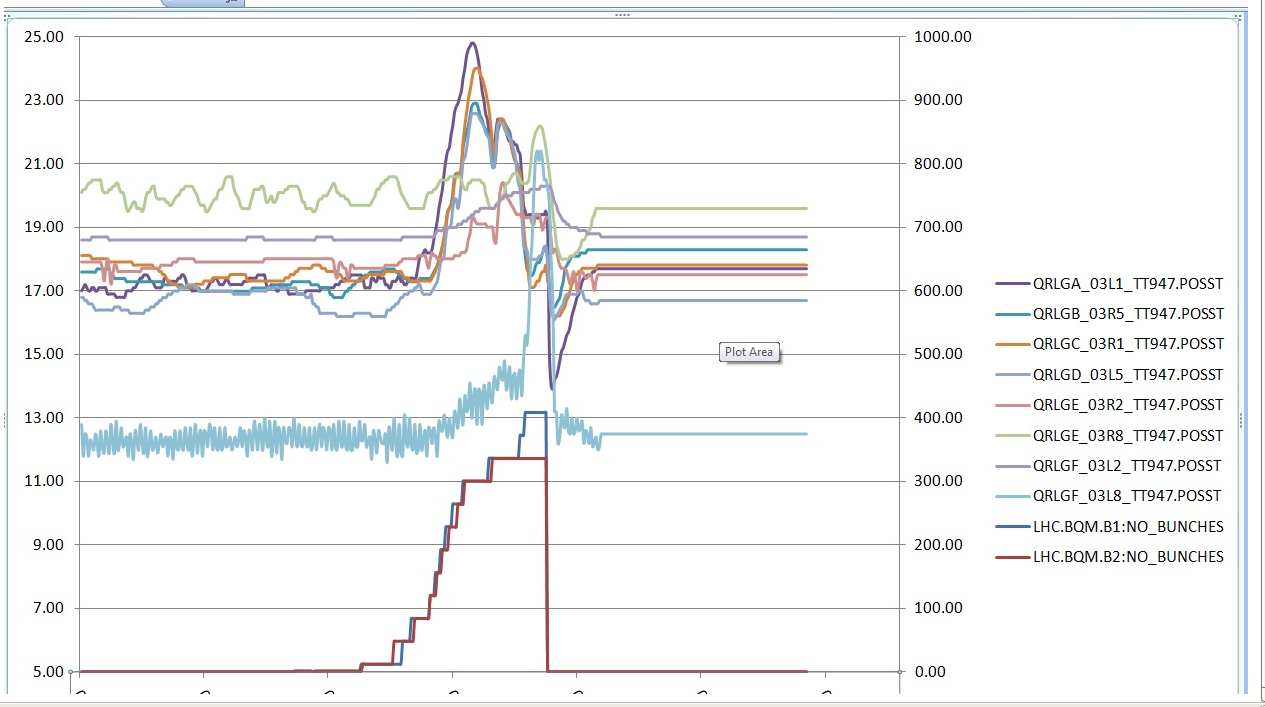 25.00
23.00
21.00
19.00
17.00
15.00
13.00
11.00
9.00
7.00
5.00
1000.00
900.00
800.00
700.00
600.00
500.00
400.00
300.00
200.00
100.00
0.00
Plot Area
QRLGA_03L1_TT947.POSST
QRLGB_03R5_TT947.POSST
QRLGC_03R1_TT947.POSST
QRLGD_03L5_TT947.POSST
QRLGE_03R2_TT947.POSST
QRLGE_03R8_TT947.POSST
QRLGF_03L2_TT947.POSST
QRLGF_03L8_TT947.POSST
LHC.BQM.B1:NO_BUNCHES
LHC.BQM.B2:NO_BUNCHES